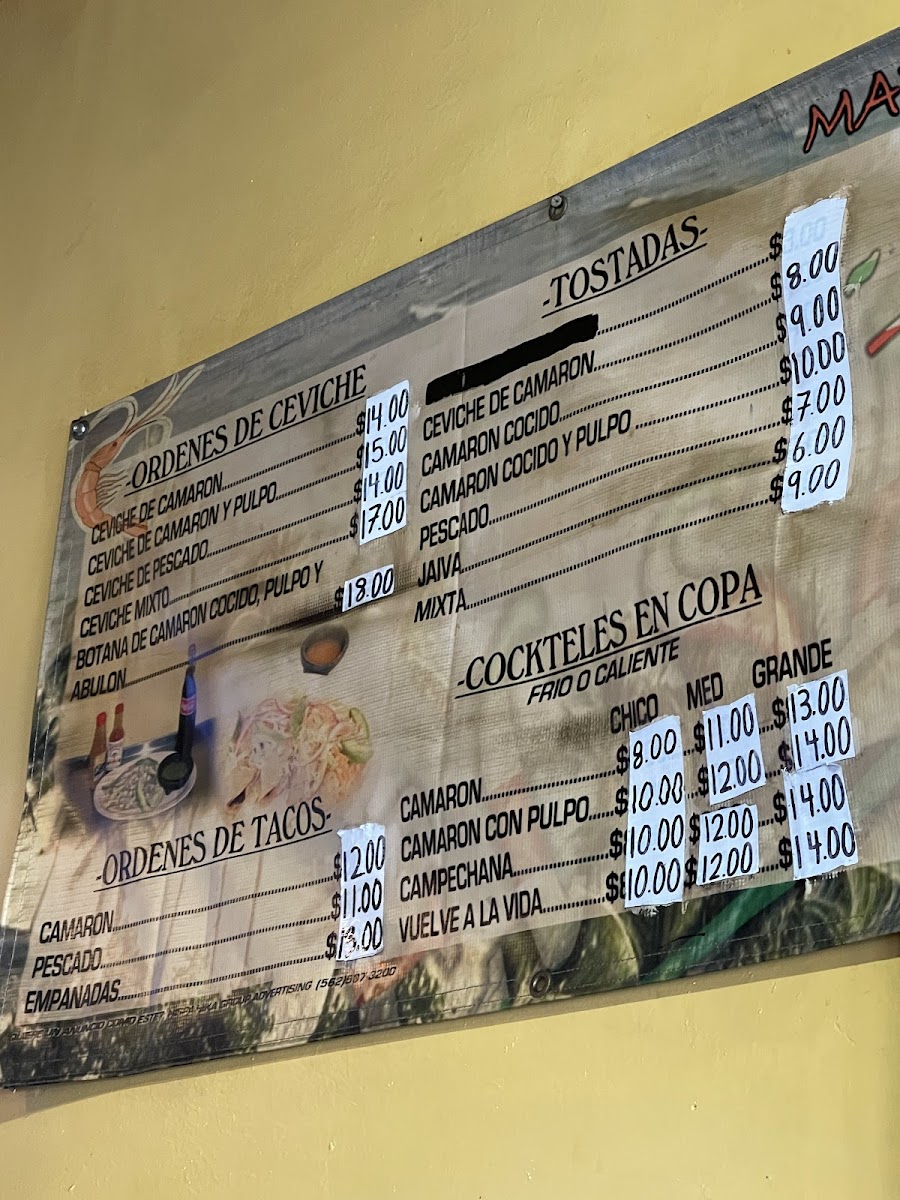 MA
-ORDENES DE CEVICHE
CEVICHE DE CAMARON..........$14.00
CEVICHE DE CAMARON Y PULPO..........$15.00
CEVICHE DE PESCADO..........$14.00
CEVICHE MIXTO..........$17.00
BOTANA DE CAMARON COCIDO, PULPO Y
ABULON..........$18.00
-ORDENES DE TACOS-
CAMARON..........$12.00
PESCADO..........$11.00
EMPANADAS..........$13.00
-TOSTADAS-
..........$
CEVICHE DE CAMARON..........$8.00
CAMARON COCIDO..........$9.00
CAMARON COCIDO Y PULPO..........$10.00
PESCADO..........$7.00
JAIVA..........$6.00
MIXTA..........$9.00
-COCKTELES EN COPA
FRIO O CALIENTE
CHICO MED GRANDE
CAMARON..........$8.00...$11.00...$13.00
CAMARON CON PULPO.....$10.00...$12.00...$14.00
CAMPECHANA..........$10.00...$12.00...$14.00
VUELVE A LA VIDA..........$10.00...$12.00...$14.00